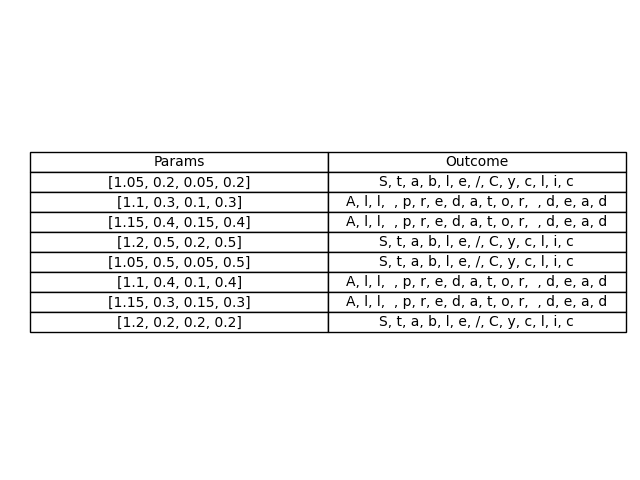 Params Outcome
[1.05, 0.2, 0.05, 0.2] S, t, a, b, l, e, /, C, y, c, l, i, c
[1.1, 0.3, 0.1, 0.3] A, l, l,  , p, r, e, d, a, t, o, r,  , d, e, a, d
[1.15, 0.4, 0.15, 0.4] A, l, l,  , p, r, e, d, a, t, o, r,  , d, e, a, d
[1.2, 0.5, 0.2, 0.5] S, t, a, b, l, e, /, C, y, c, l, i, c
[1.05, 0.5, 0.05, 0.5] S, t, a, b, l, e, /, C, y, c, l, i, c
[1.1, 0.4, 0.1, 0.4] A, l, l,  , p, r, e, d, a, t, o, r,  , d, e, a, d
[1.15, 0.3, 0.15, 0.3] A, l, l,  , p, r, e, d, a, t, o, r,  , d, e, a, d
[1.2, 0.2, 0.2, 0.2] S, t, a, b, l, e, /, C, y, c, l, i, c